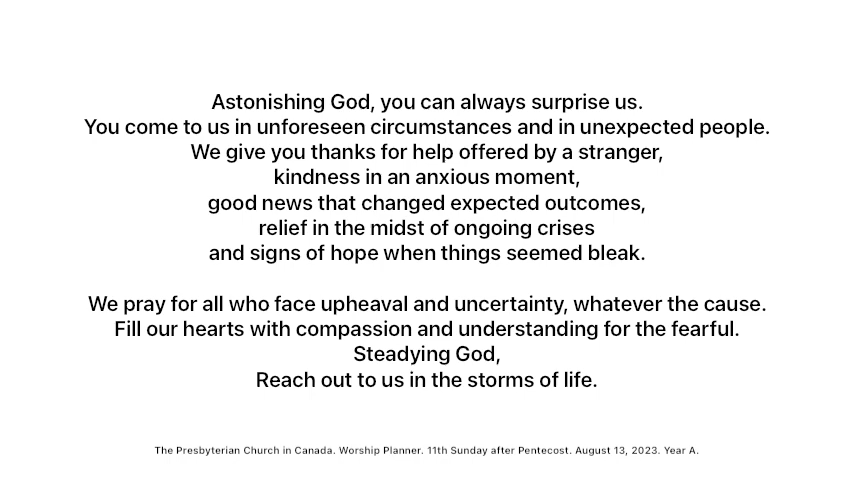 Astonishing God, you can always surprise us.
You come to us in unforeseen circumstances and in unexpected people.
We give you thanks for help offered by a stranger,
kindness in an anxious moment,
good news that changed expected outcomes,
relief in the midst of ongoing crises
and signs of hope when things seemed bleak.
We pray for all who face upheaval and uncertainty, whatever the cause.
Fill our hearts with compassion and understanding for the fearful.
Steadying God,
Reach out to us in the storms of life.
The Presbyterian Church in Canada. Worship Planner. 11th Sunday after Pentecost. August 13, 2023. Year A.